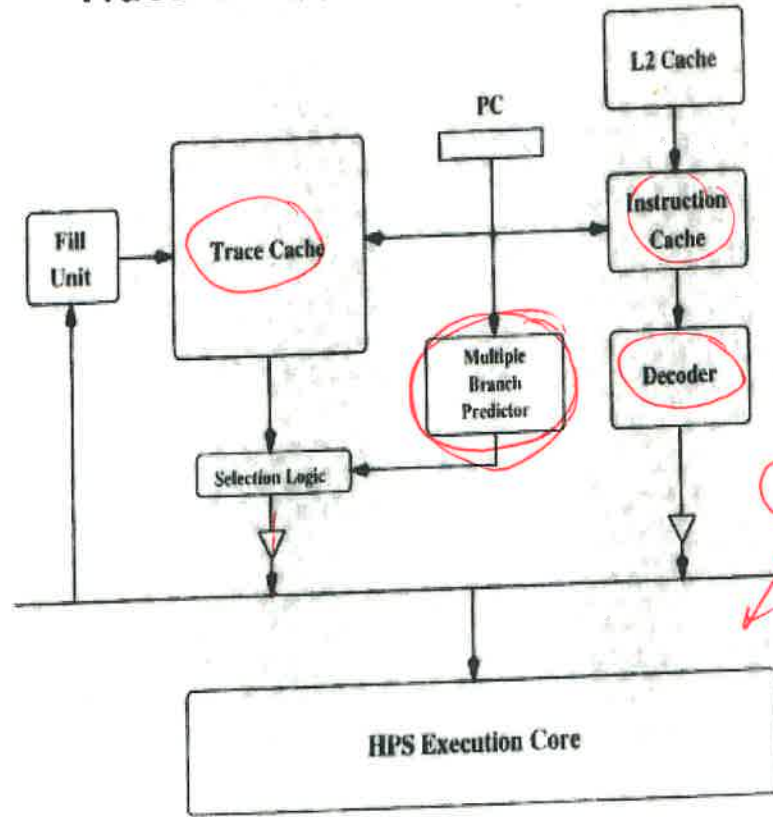 L2 Cache
PC
Instruction
Cache
Fill
Unit
Trace Cache
Multiple
Branch
Predictor
Decoder
Selection Logic
HPS Execution Core